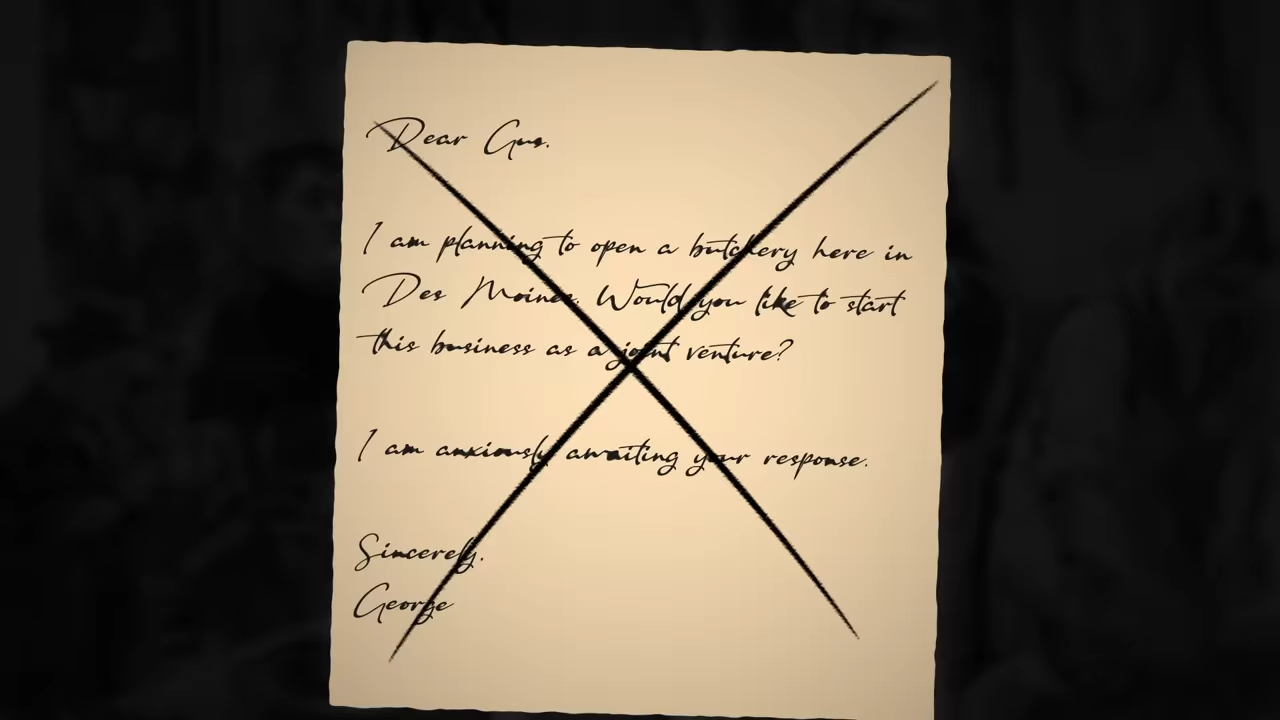 Dear Gus,
I am planning to open a butchery here in
Des Moines. Would you like to start
this business as a joint venture?
I am anxiously awaiting your response.
Sincerely,
George